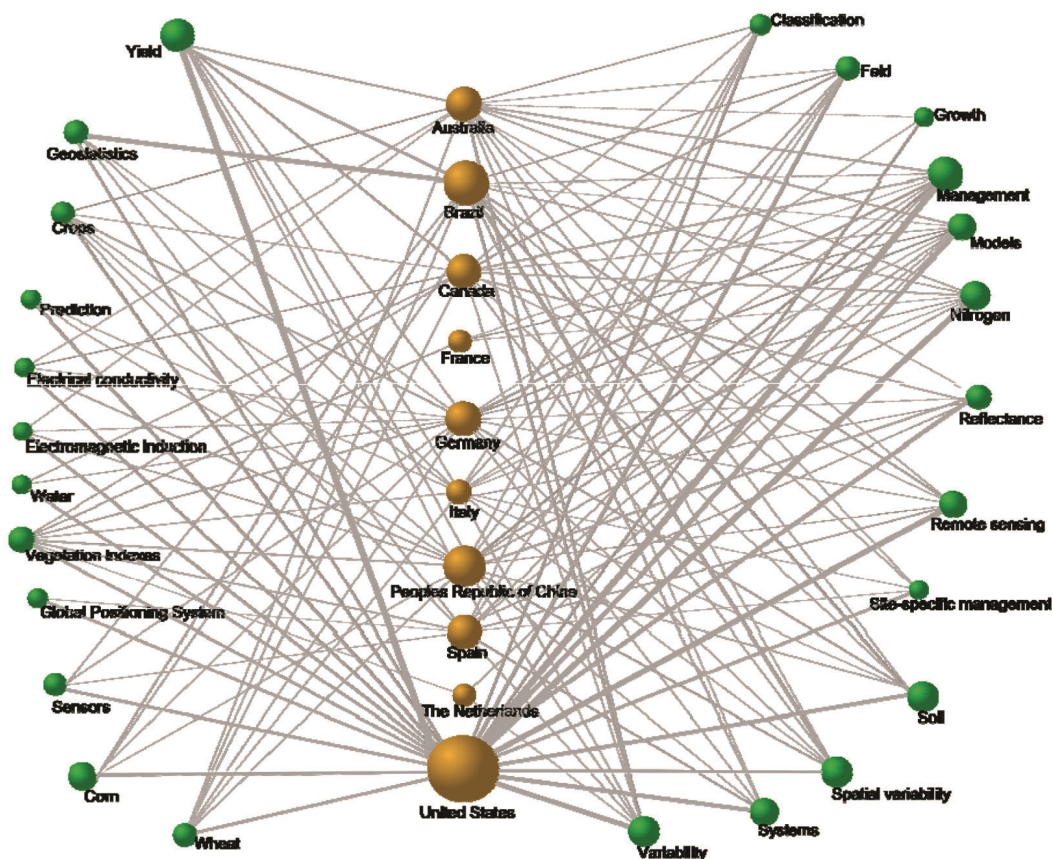 Classification
Yield
Feld
Growth
Australia
Geostatistics
Management
Brazil
Crops
Models
Canada
Prediction
Nitrogen
France
Electrical conductivity
Reflectance
Electromagnetic Induction
Germany
Water
Italy
Remote sensing
Vegetation Indexes
Peoples Republic of China
Global Positioning System
Site-specific management
Spain
Sensors
The Netherlands
Soil
Corn
United States
Spatial variability
Systems
Wheat
Variability